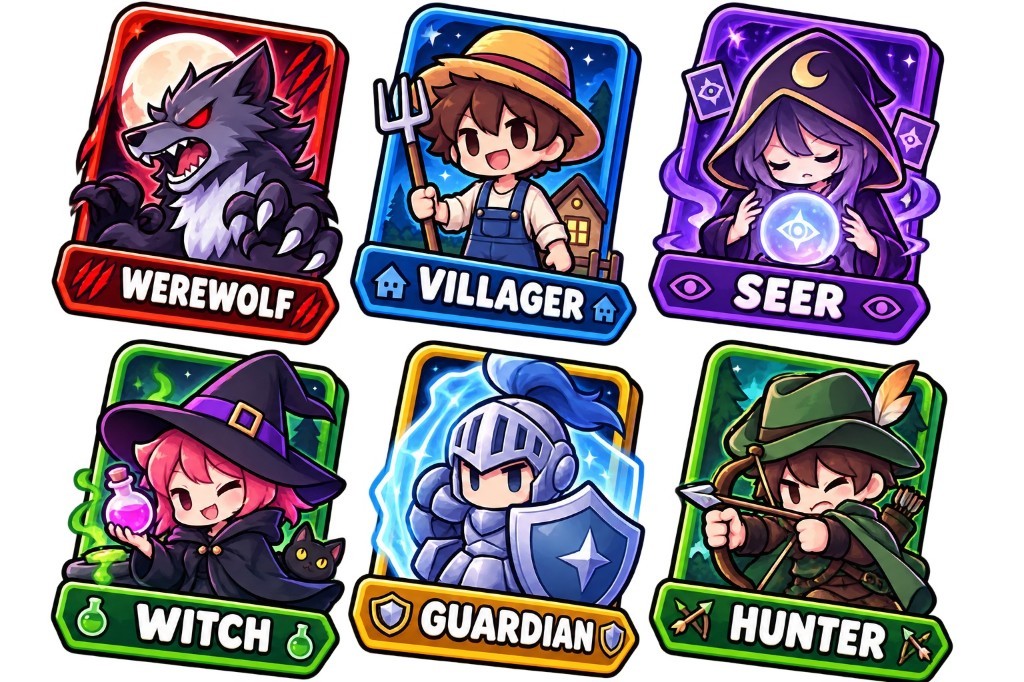 WEREWOLF
VILLAGER
SEER
WITCH
GUARDIAN
HUNTER